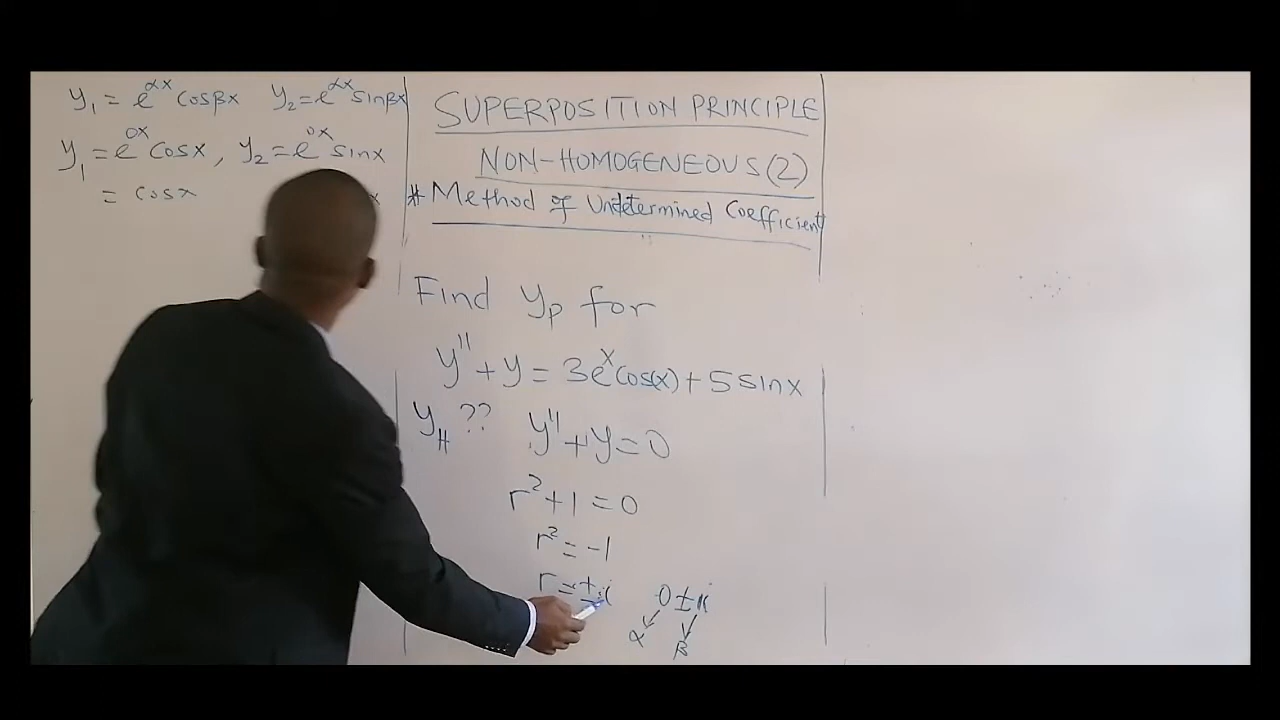 y₁ = e^αx cosβx   y₂ = e^αx sinβx
y₁ = e^0x cosx, y₂ = e^0x sinx
= cosx   x
SUPERPOSITION PRINCIPLE
NON-HOMOGENEOUS(2)
# Method of Undetermined Coefficient
Find yp for
y" + y = 3e^x cos(x) + 5 sinx
y_H ??   y" + y = 0
r² + 1 = 0
r² = -1
r = ± i   0 ± 1i
α   β